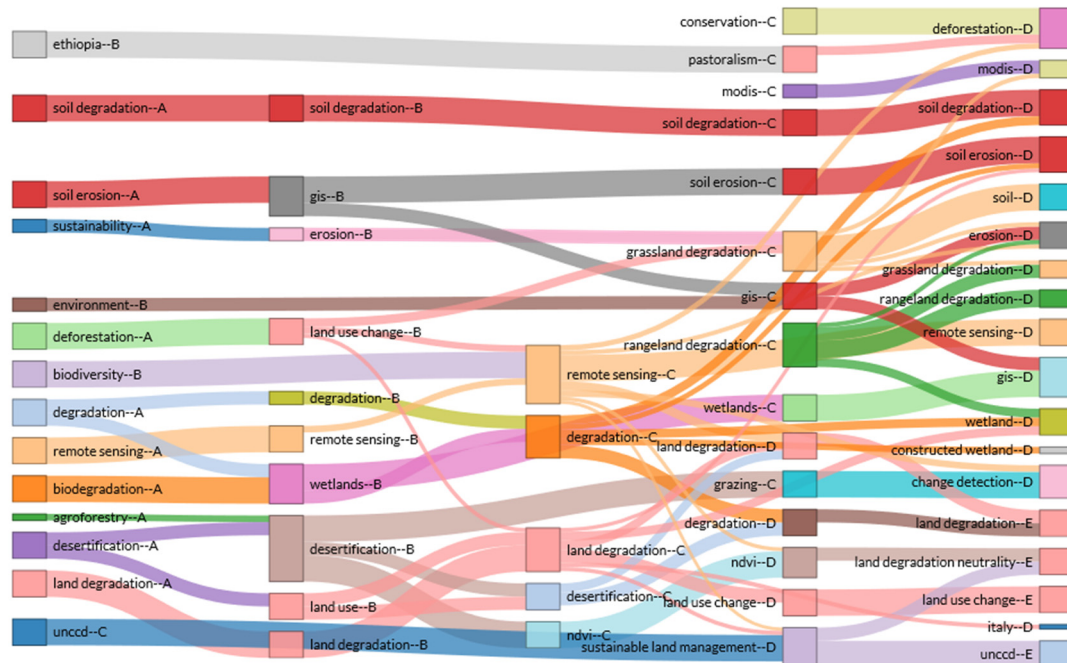 conservation--C
deforestation--D
ethiopia--B
pastoralism--C
modis--D
modis--C
soil degradation--A
soil degradation--B
soil degradation--C
soil degradation--D
soil erosion--D
soil erosion--C
soil erosion--A
gis--B
soil--D
sustainability--A
erosion--B
erosion--D
grassland degradation--C
grassland degradation--D
gis--C
rangeland degradation--D
environment--B
deforestation--A
land use change--B
remote sensing--D
rangeland degradation--C
biodiversity--B
remote sensing--C
gis--D
degradation--A
degradation--B
wetlands--C
wetland--D
remote sensing--A
remote sensing--B
degradation--C
land degradation--D
constructed wetland--D
biodegradation--A
wetlands--B
grazing--C
change detection--D
agroforestry--A
degradation--D
land degradation--E
desertification--A
desertification--B
land degradation--C
ndvi--D
land degradation neutrality--E
land degradation--A
land use--B
desertification--C
land use change--D
land use change--E
unccd--C
land degradation--B
ndvi--C
sustainable land management--D
italy--D
unccd--E